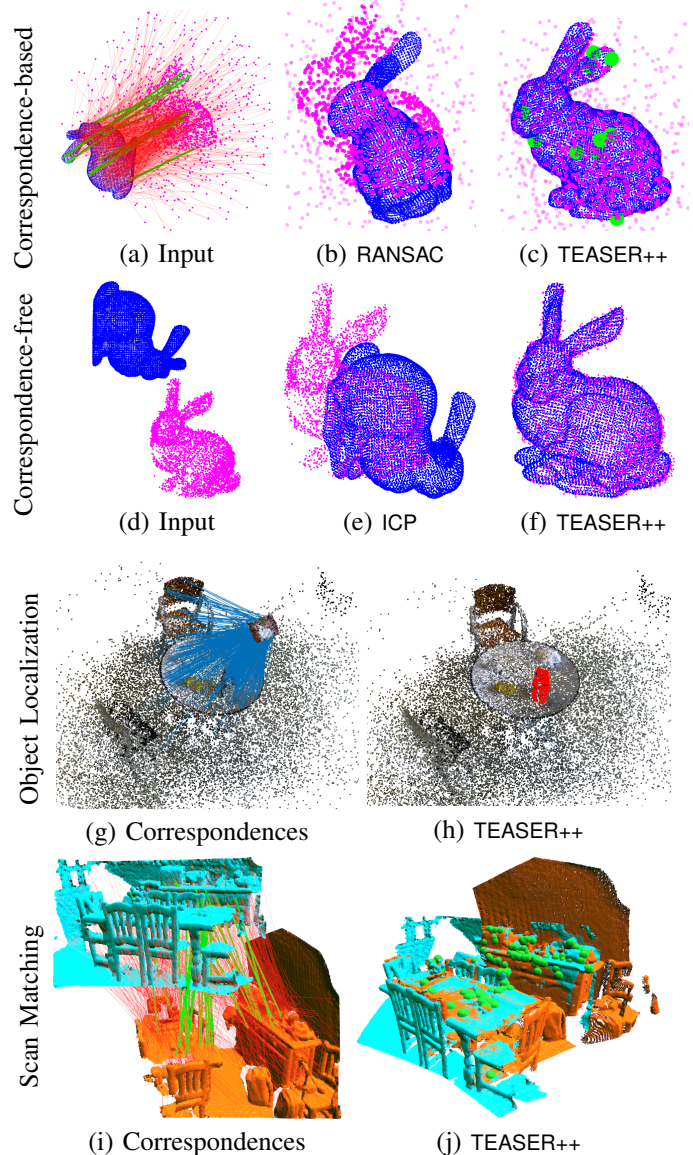 Correspondence-based
(a) Input
(b) RANSAC
(c) TEASER++
Correspondence-free
(d) Input
(e) ICP
(f) TEASER++
Object Localization
(g) Correspondences
(h) TEASER++
Scan Matching
(i) Correspondences
(j) TEASER++